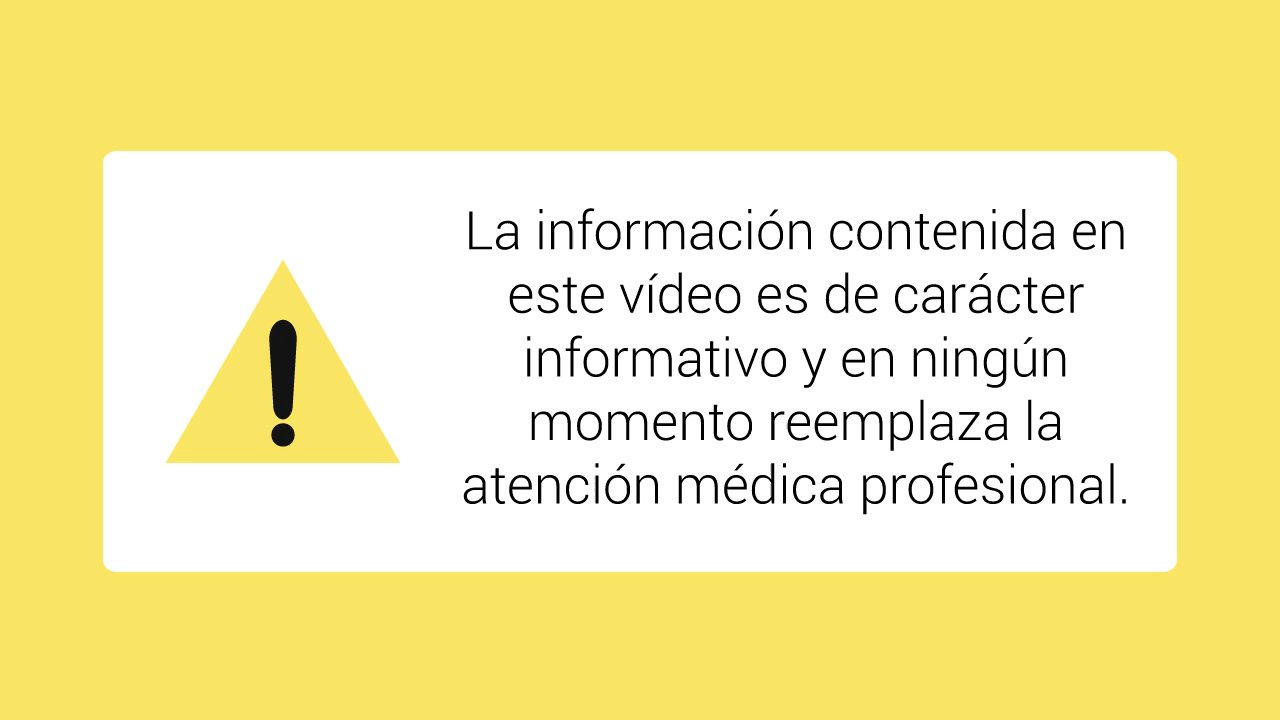 La información contenida en
este vídeo es de carácter
informativo y en ningún
momento reemplaza la
atención médica profesional.